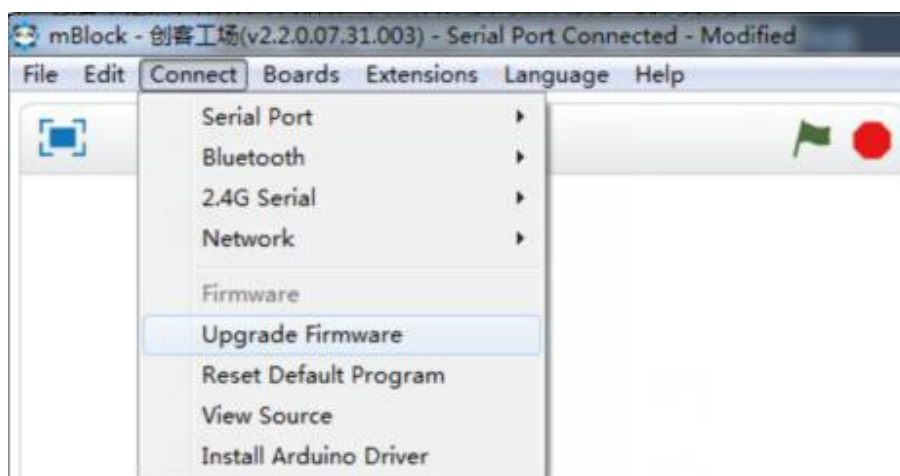 mBlock - 创客工场(v2.2.0.07.31.003) - Serial Port Connected - Modified
File Edit Connect Boards Extensions Language Help
Serial Port
Bluetooth
2.4G Serial
Network
Firmware
Upgrade Firmware
Reset Default Program
View Source
Install Arduino Driver